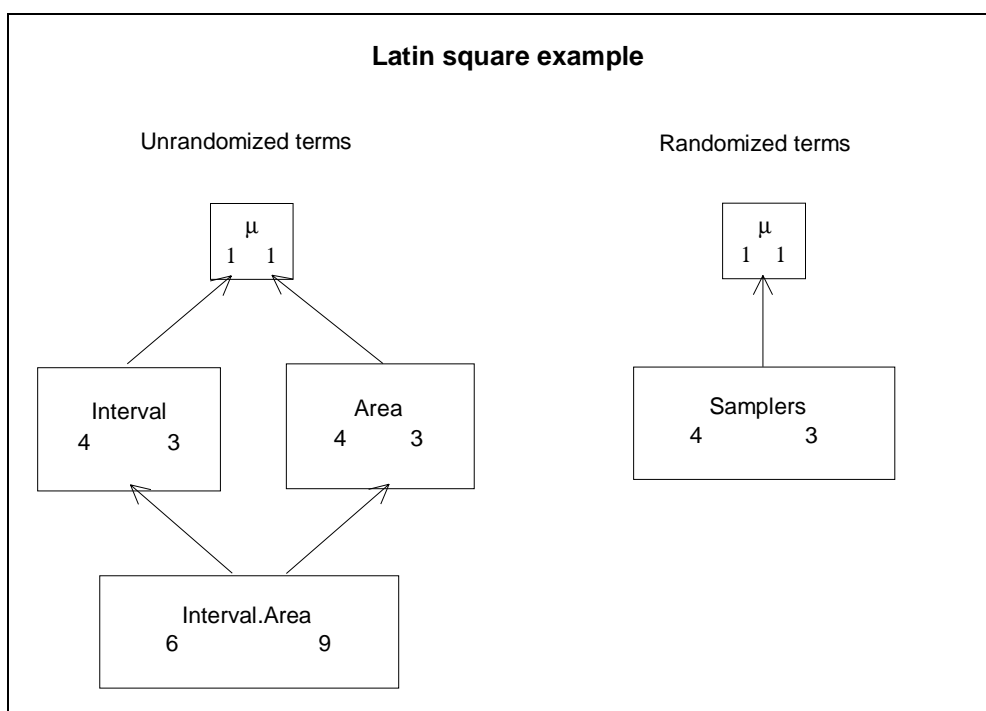 Latin square example
Unrandomized terms
Randomized terms
μ
1 1
μ
1 1
Interval
4 3
Area
4 3
Samplers
4 3
Interval.Area
6 9